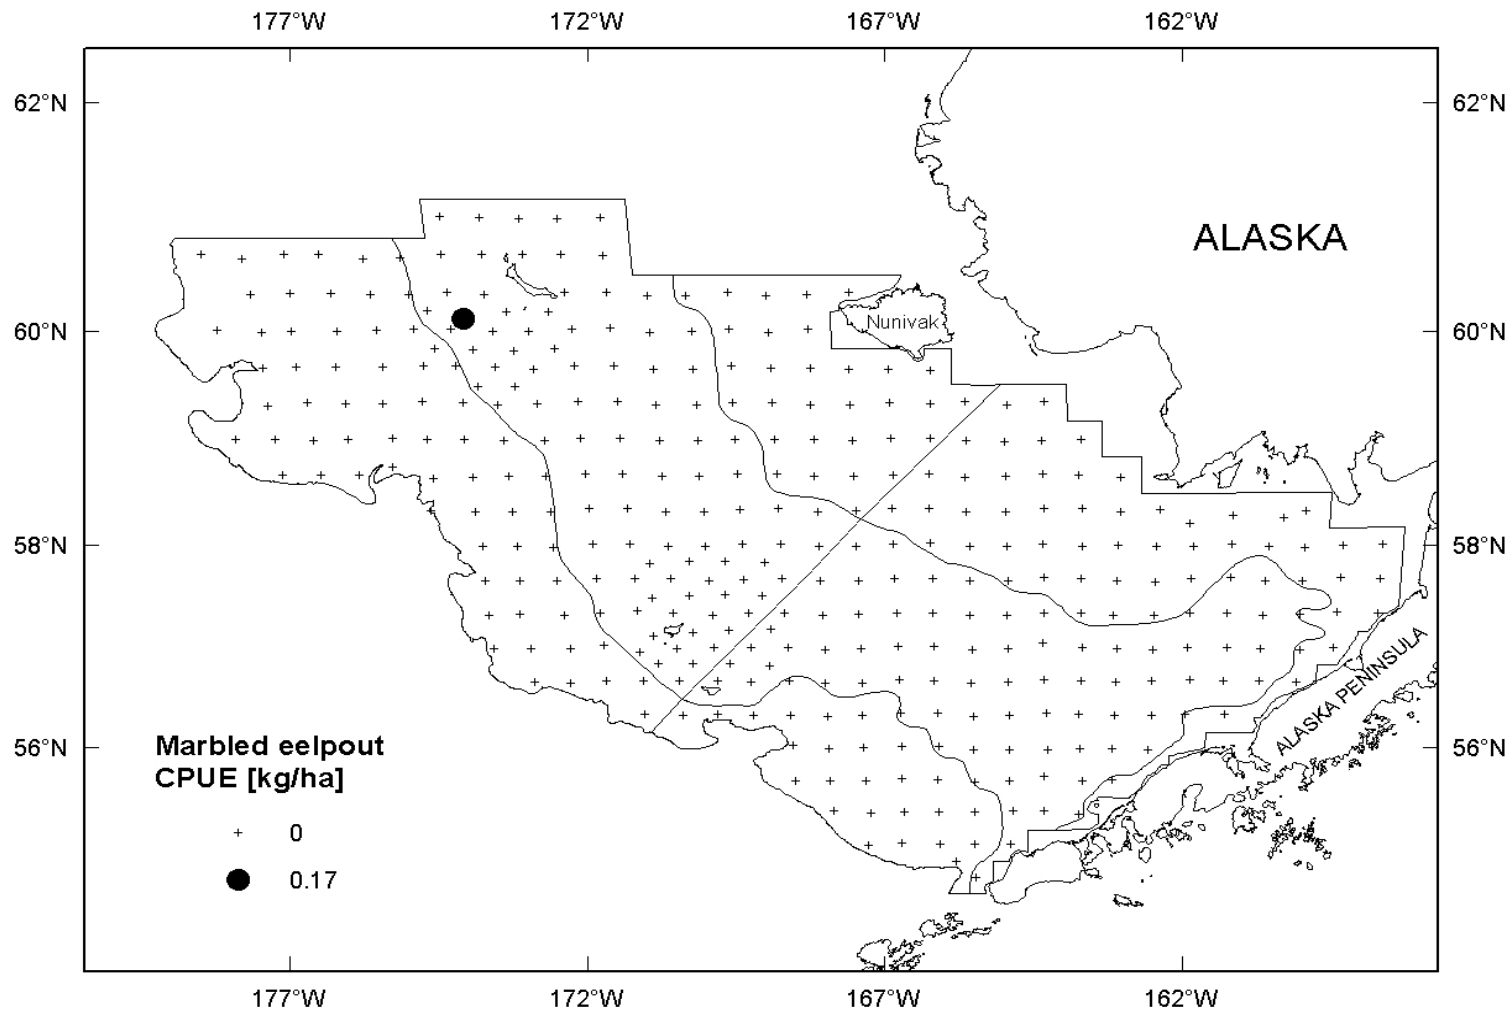 177°W 172°W 167°W 162°W
62°N 62°N
ALASKA
60°N Nunivak 60°N
58°N 58°N
ALASKA PENINSULA
56°N 56°N
Marbled eelpout
CPUE [kg/ha]
0
0.17
177°W 172°W 167°W 162°W